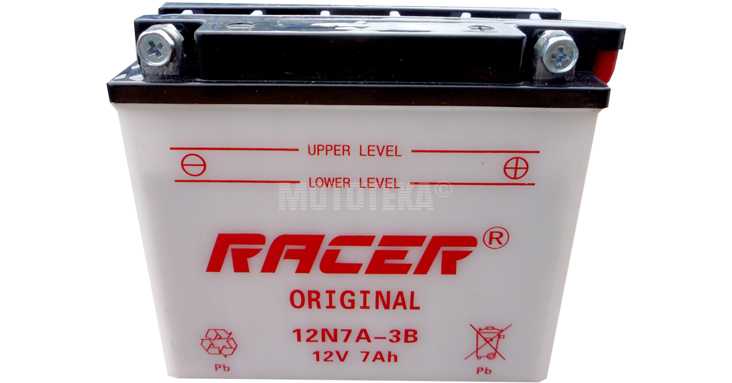 UPPER LEVEL
LOWER LEVEL
MOTOTEKA©
RACER®
ORIGINAL
12N7A-3B
12V 7Ah
Pb
Pb